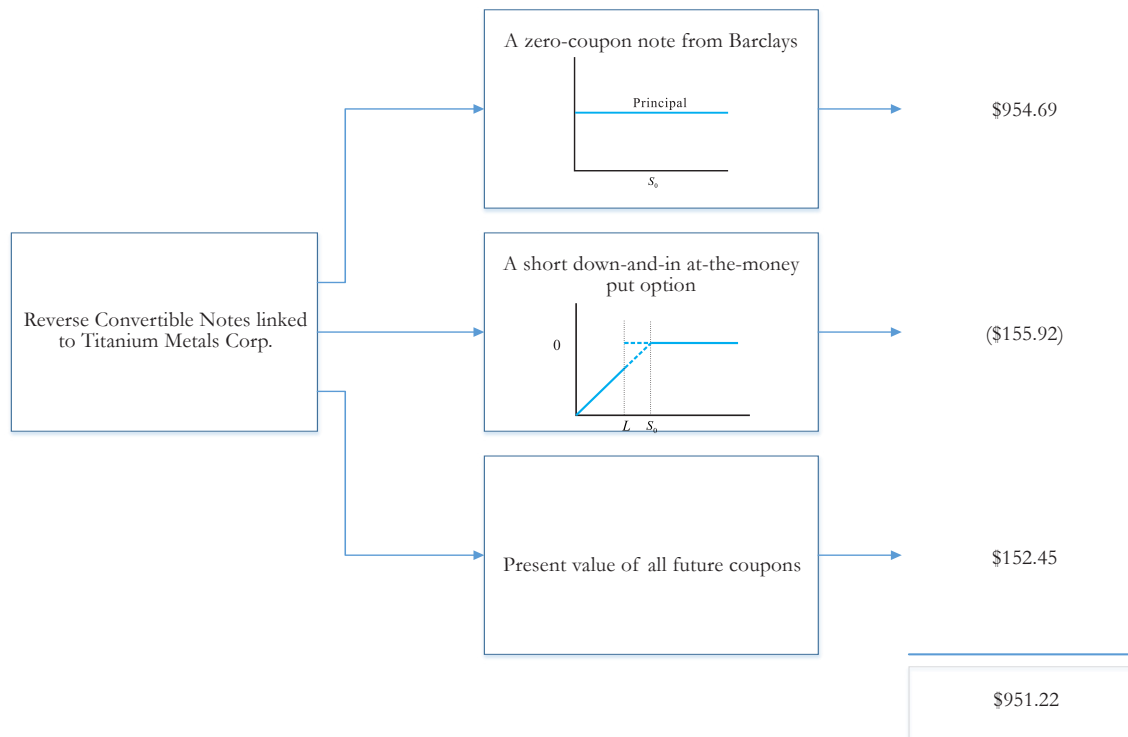 A zero-coupon note from Barclays
Principal
S₀
$954.69
Reverse Convertible Notes linked
to Titanium Metals Corp.
A short down-and-in at-the-money
put option
0
L S₀
($155.92)
Present value of all future coupons
$152.45
$951.22